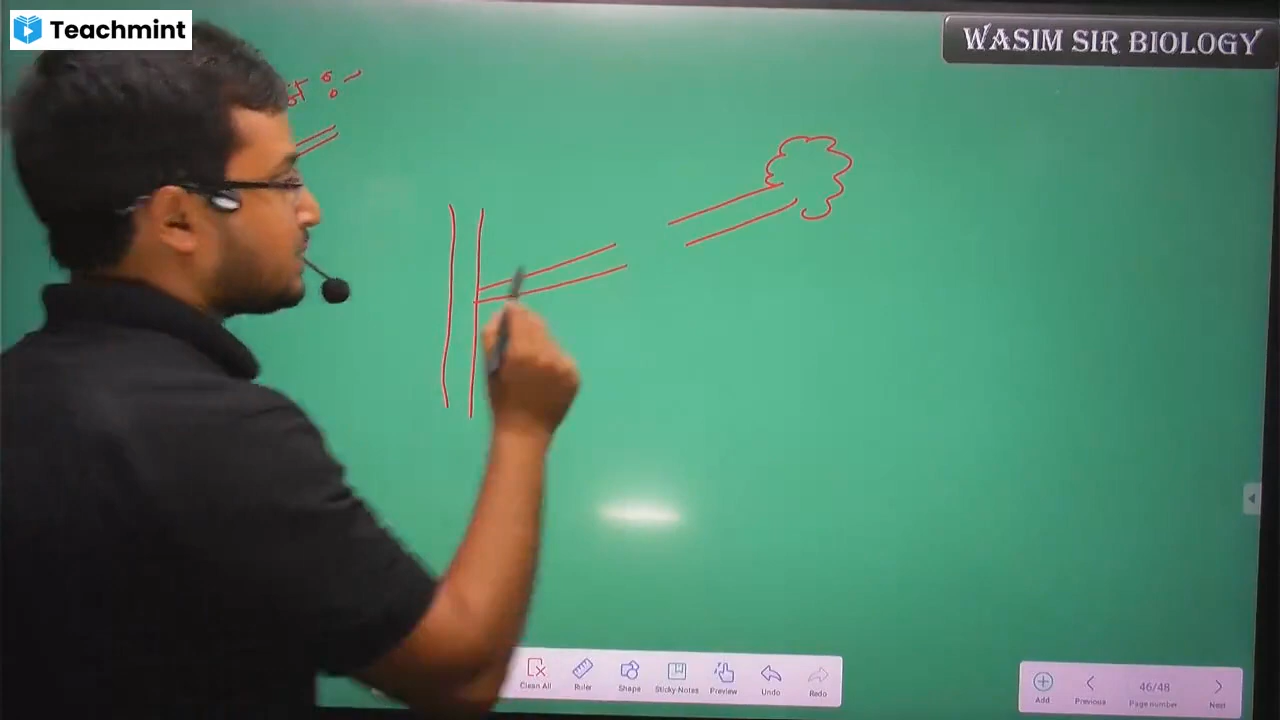 Teachmint
WASIM SIR BIOLOGY
Clean All
Ruler
Shape
Sticky-Notes
Preview
Undo
Redo
Add
Previous
46/48
Page number
Next